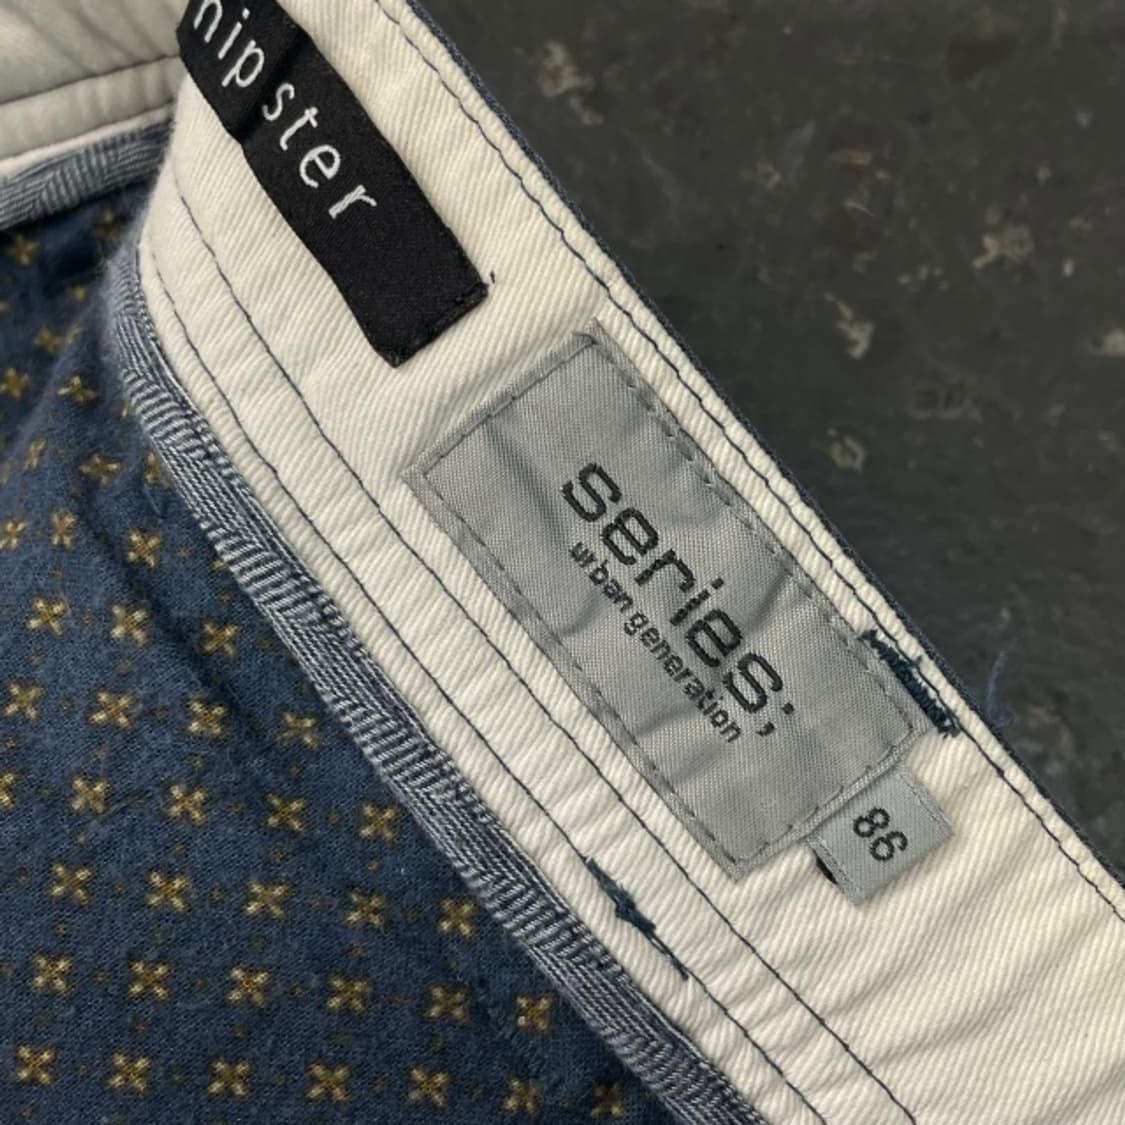 hipster
series;
urban generation
86